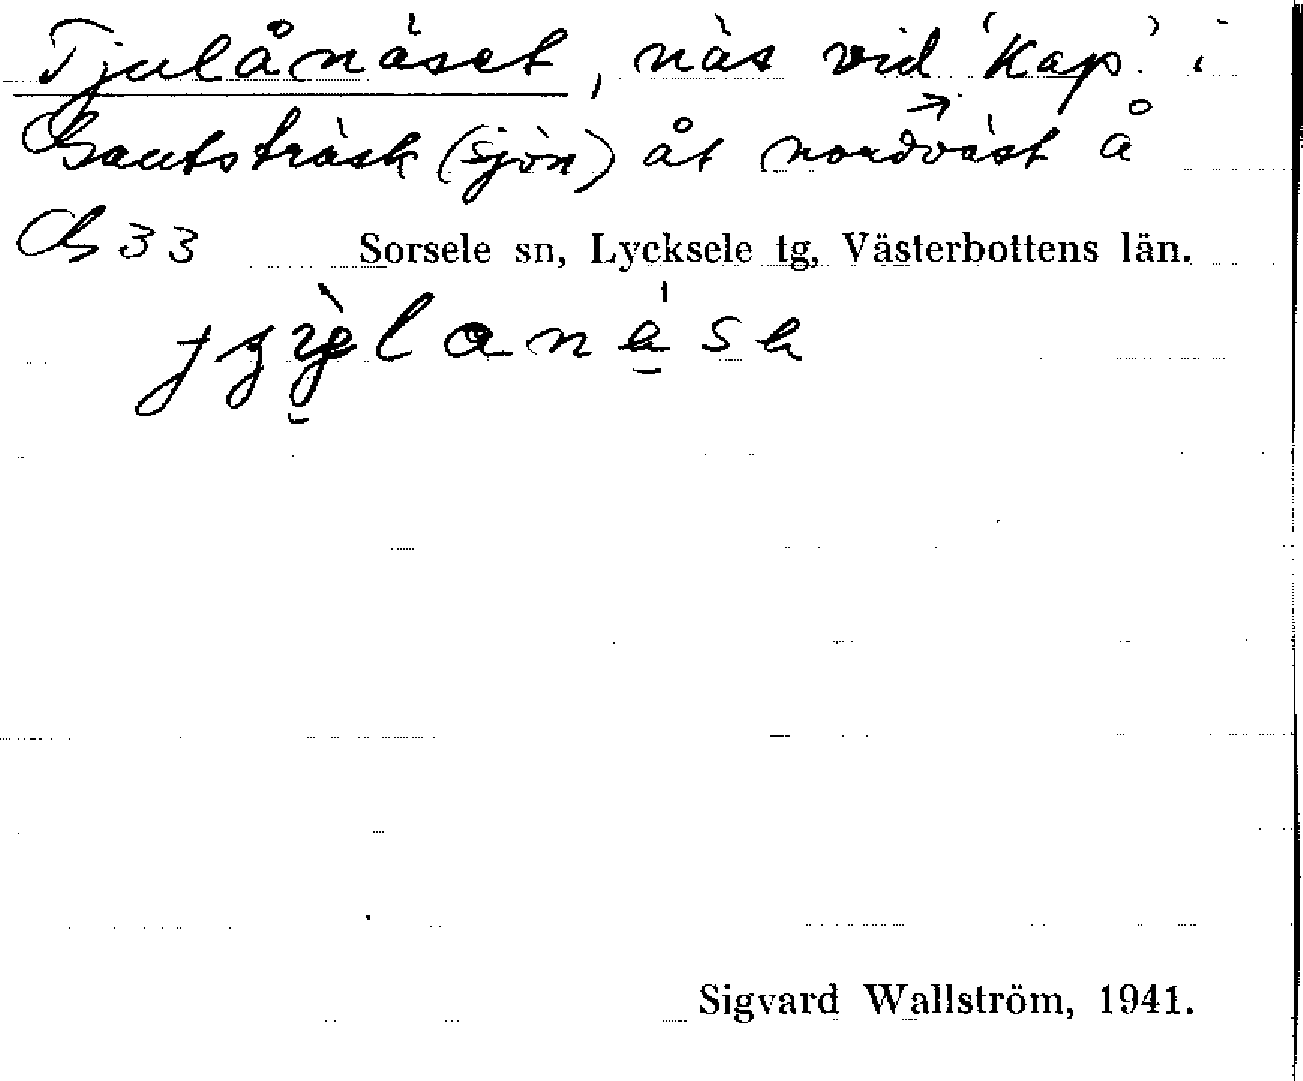 Tjulånäset, näs vid 'Kap' i
Gautsträsk (sjön) åt nordväst å
G 33 Sorsele sn, Lycksele tg, Västerbottens län.
Sigvard Wallström, 1941.